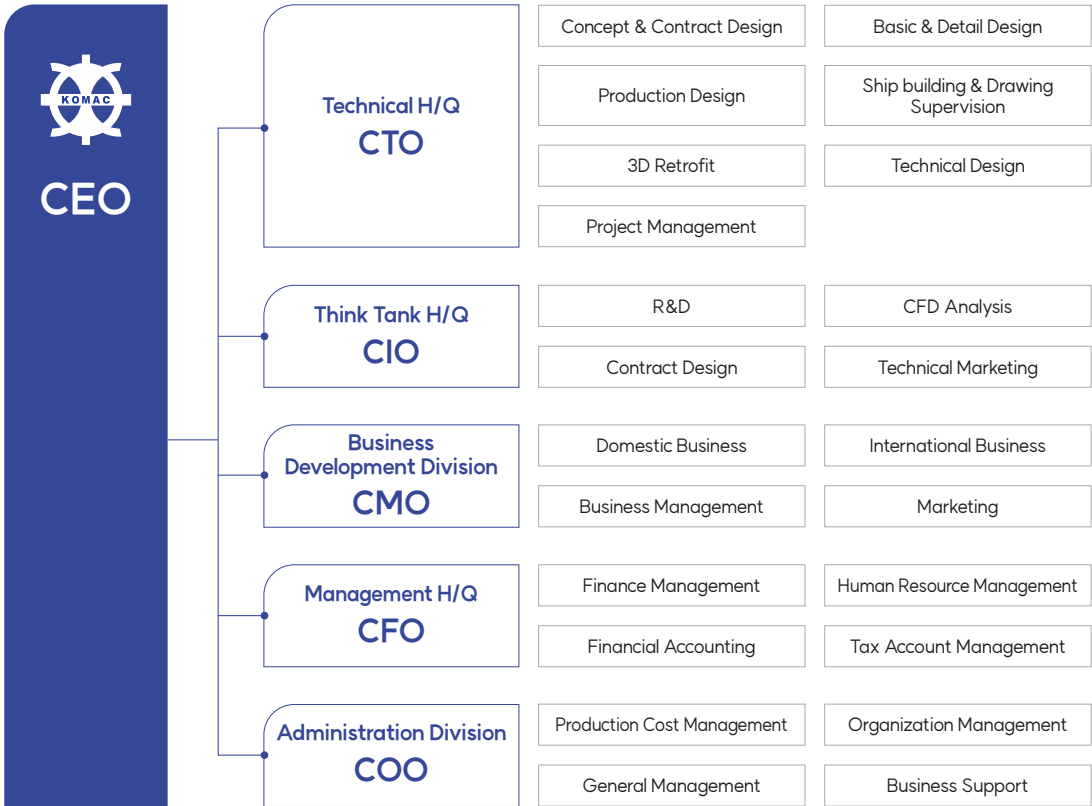 KOMAC
CEO
Technical H/Q
CTO
Concept & Contract Design
Basic & Detail Design
Production Design
Ship building & Drawing
Supervision
3D Retrofit
Technical Design
Project Management
Think Tank H/Q
CIO
R&D
CFD Analysis
Contract Design
Technical Marketing
Business
Development Division
CMO
Domestic Business
International Business
Business Management
Marketing
Management H/Q
CFO
Finance Management
Human Resource Management
Financial Accounting
Tax Account Management
Administration Division
COO
Production Cost Management
Organization Management
General Management
Business Support